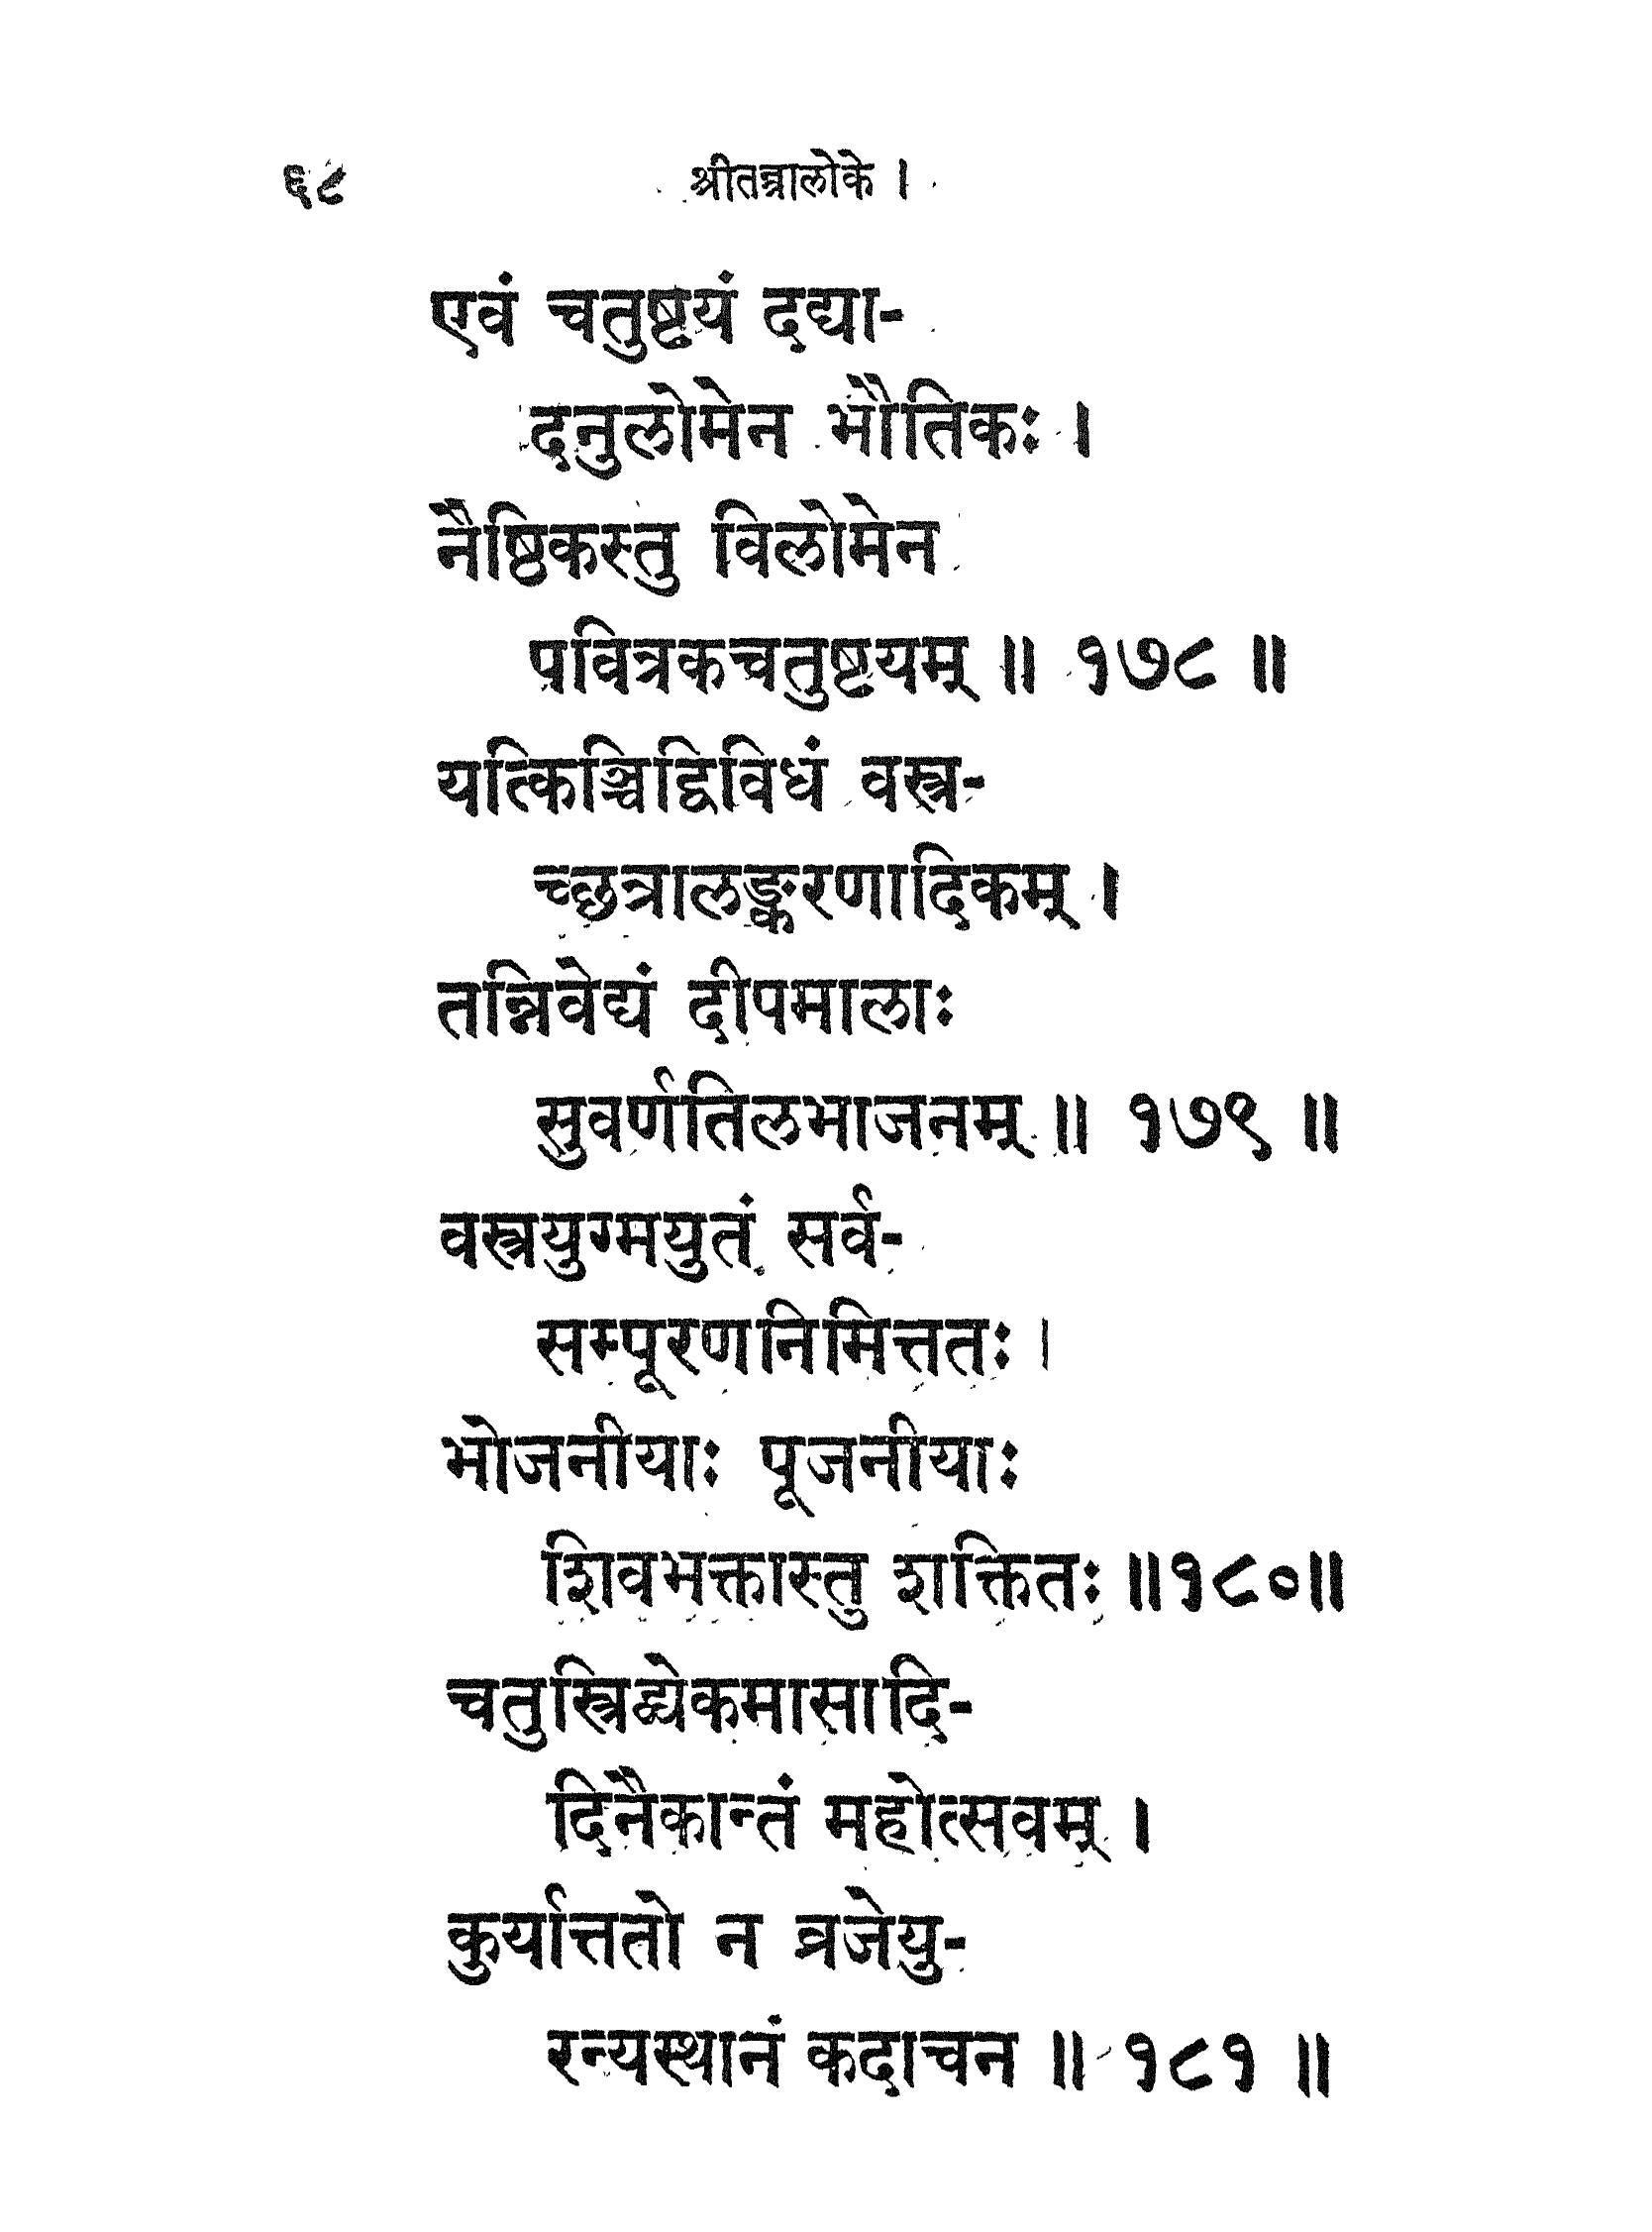 ६८ श्रीतन्त्रालोके ।
एवं चतुष्टयं दद्या-
दनुलोमेन भौतिकः ।
नैष्ठिकस्तु विलोमेन
पवित्रकचतुष्टयम् ॥ १७८ ॥
यत्किञ्चिद्विविधं वस्त्र-
च्छत्रालङ्करणादिकम् ।
तन्निवेद्यं दीपमालाः
सुवर्णतिलभाजनम् ॥ १७९ ॥
वस्त्रयुग्मयुतं सर्व-
सम्पूरणनिमित्ततः ।
भोजनीयाः पूजनीयाः
शिवभक्तास्तु शक्तितः ॥१८०॥
चतुस्त्रिद्व्येकमासादि-
दिनैकान्तं महोत्सवम् ।
कुर्यात्ततो न व्रजेयु-
रन्यस्थानं कदाचन ॥ १८१ ॥